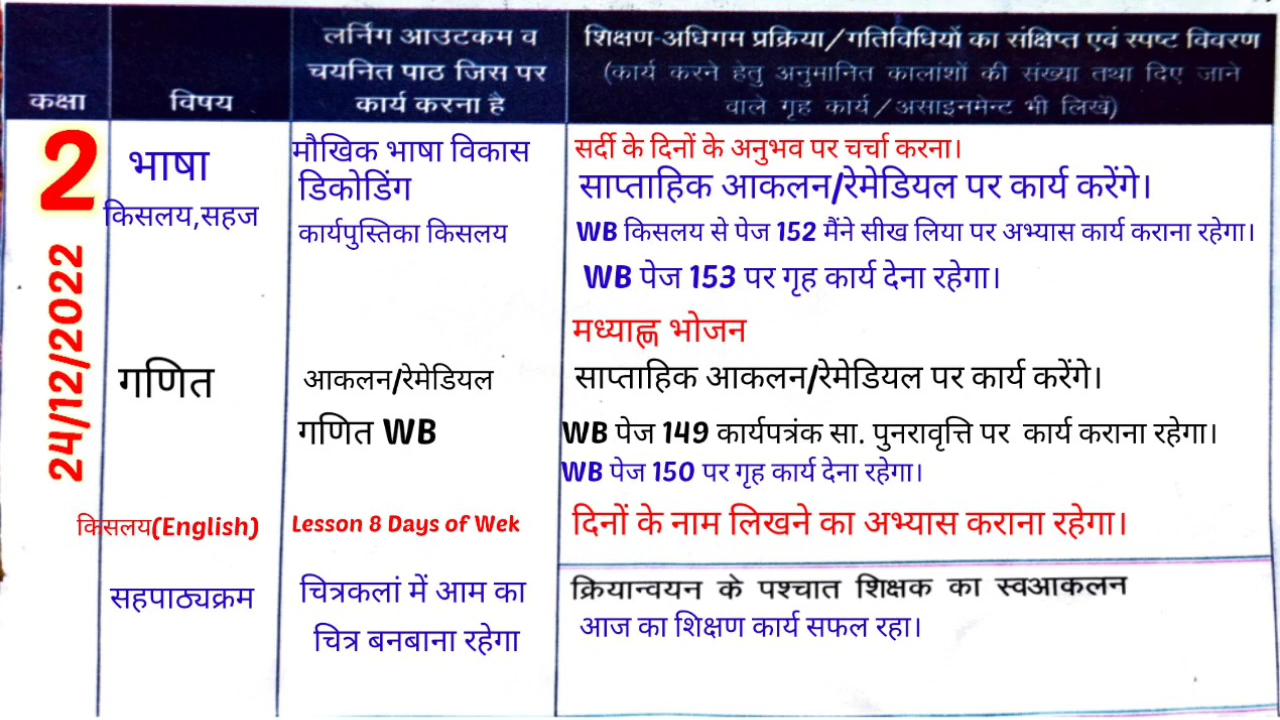 कक्षा
विषय
लर्निंग आउटकम व
चयनित पाठ जिस पर
कार्य करना है
शिक्षण-अधिगम प्रक्रिया/गतिविधियों का संक्षिप्त एवं स्पष्ट विवरण
(कार्य करने हेतु अनुमानित कालांशों की संख्या तथा दिए जाने
वाले गृह कार्य/असाइनमेन्ट भी लिखें)
2
24/12/2022
भाषा
किसलय,सहज
मौखिक भाषा विकास
डिकोडिंग
कार्यपुस्तिका किसलय
सर्दी के दिनों के अनुभव पर चर्चा करना।
साप्ताहिक आकलन/रेमेडियल पर कार्य करेंगे।
WB किसलय से पेज 152 मैंने सीख लिया पर अभ्यास कार्य कराना रहेगा।
WB पेज 153 पर गृह कार्य देना रहेगा।
मध्याह्न भोजन
गणित
आकलन/रेमेडियल
गणित WB
साप्ताहिक आकलन/रेमेडियल पर कार्य करेंगे।
WB पेज 149 कार्यपत्रंक सा. पुनरावृत्ति पर कार्य कराना रहेगा।
WB पेज 150 पर गृह कार्य देना रहेगा।
किसलय(English)
Lesson 8 Days of Wek
दिनों के नाम लिखने का अभ्यास कराना रहेगा।
सहपाठ्यक्रम
चित्रकलां में आम का
चित्र बनबाना रहेगा
क्रियान्वयन के पश्चात शिक्षक का स्वआकलन
आज का शिक्षण कार्य सफल रहा।